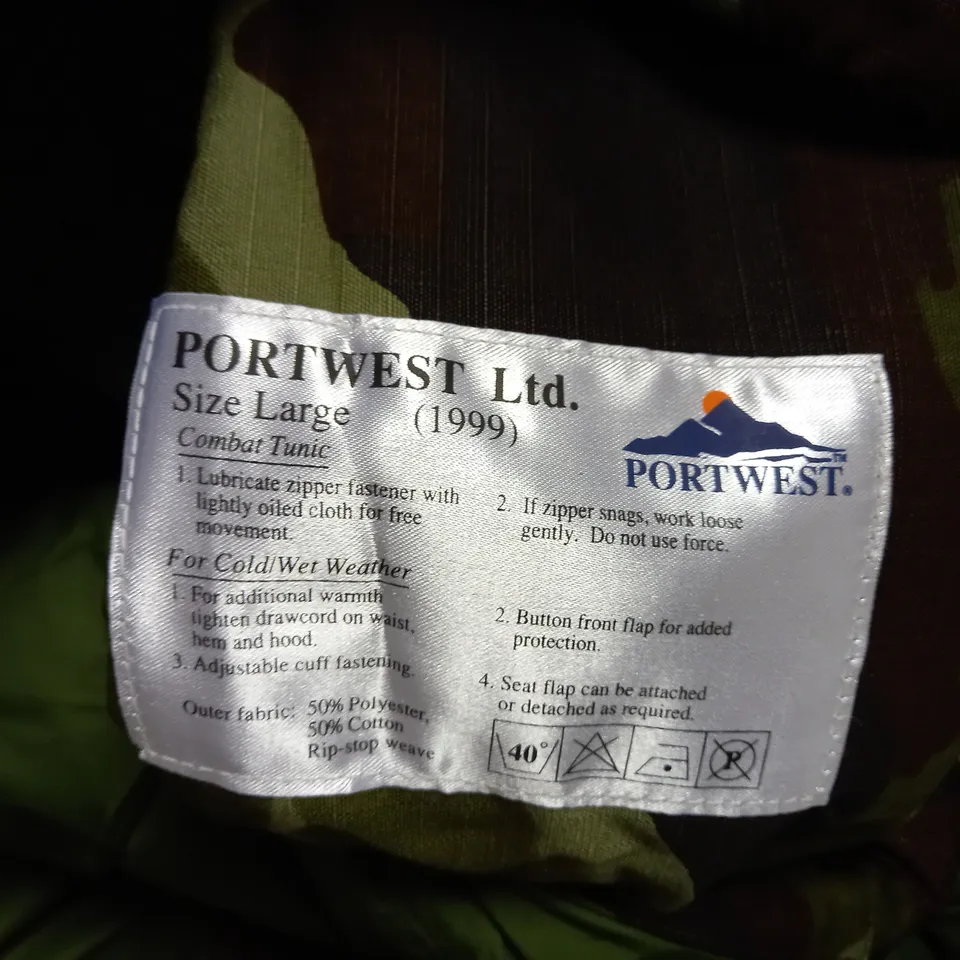 PORTWEST Ltd.
Size Large (1999)
PORTWEST.
TM
Combat Tunic
1. Lubricate zipper fastener with
lightly oiled cloth for free
movement.
2. If zipper snags, work loose
gently. Do not use force.
For Cold/Wet Weather
1. For additional warmth
tighten drawcord on waist,
hem and hood.
2. Button front flap for added
protection.
3. Adjustable cuff fastening.
4. Seat flap can be attached
or detached as required.
Outer fabric: 50% Polyester,
50% Cotton
Rip-stop weave
40°
P